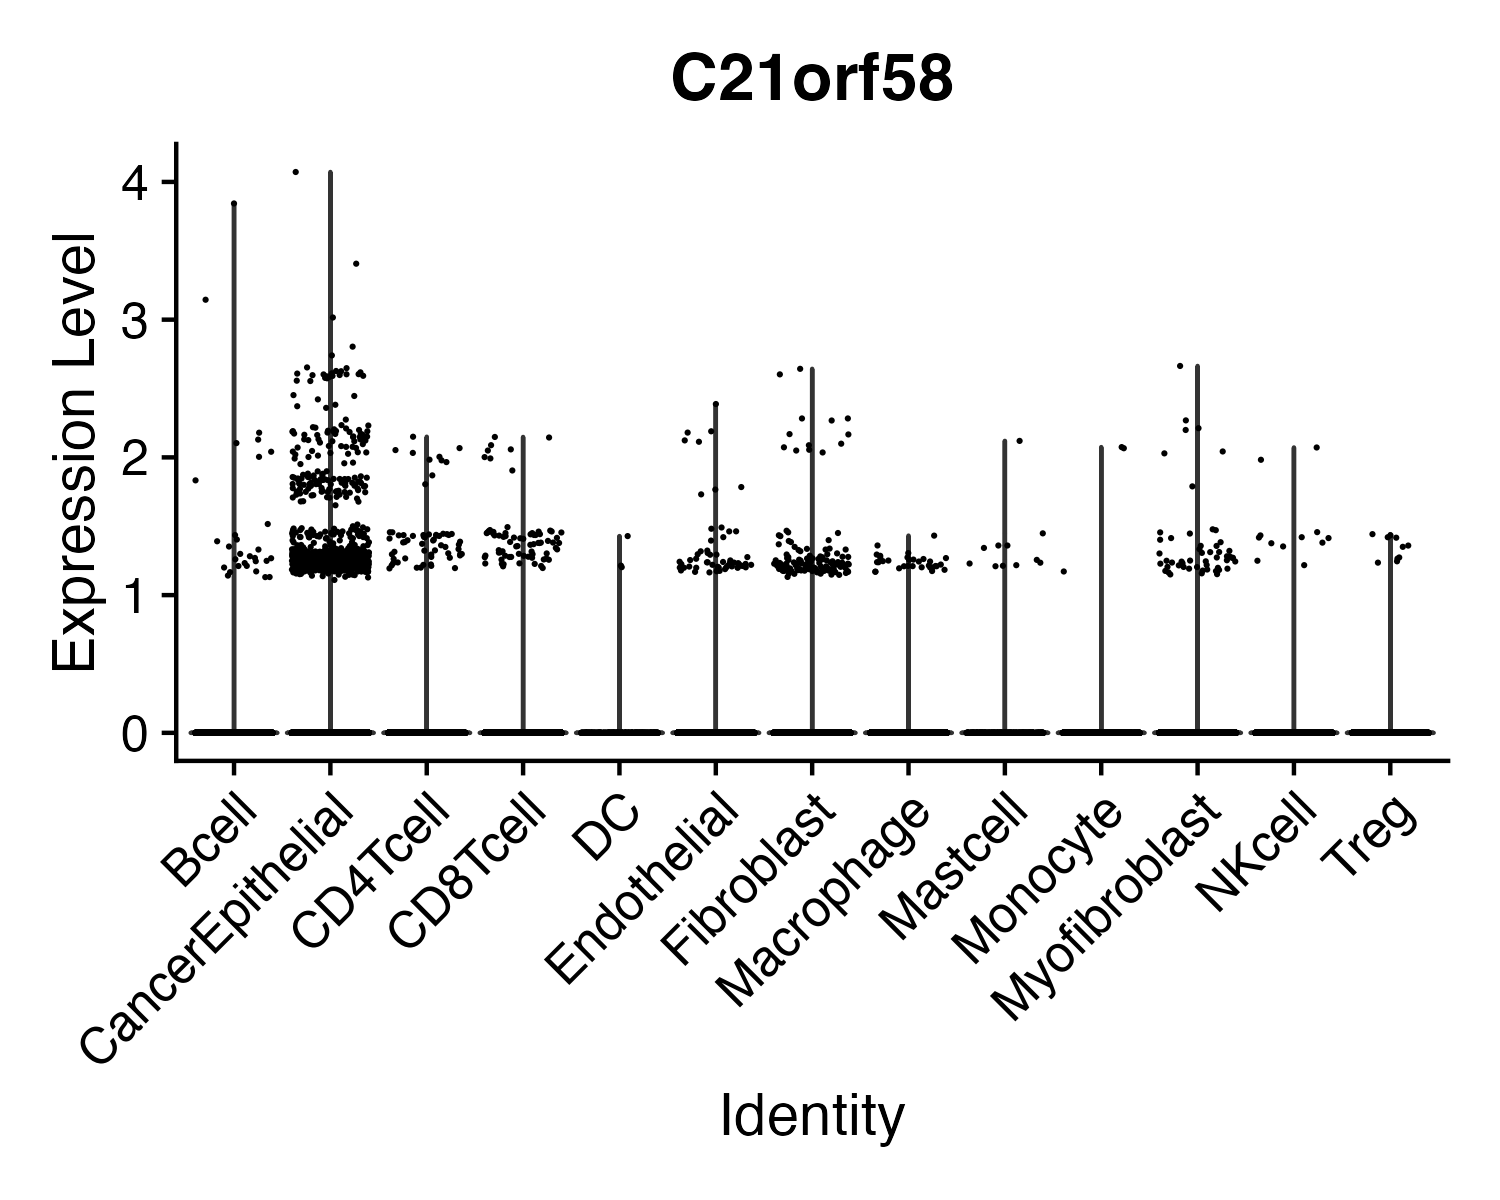 C21orf58
Expression Level
4
3
2
1
0
Bcell
CancerEpithelial
CD4Tcell
CD8Tcell
DC
Endothelial
Fibroblast
Macrophage
Mastcell
Monocyte
Myofibroblast
NKcell
Treg
Identity